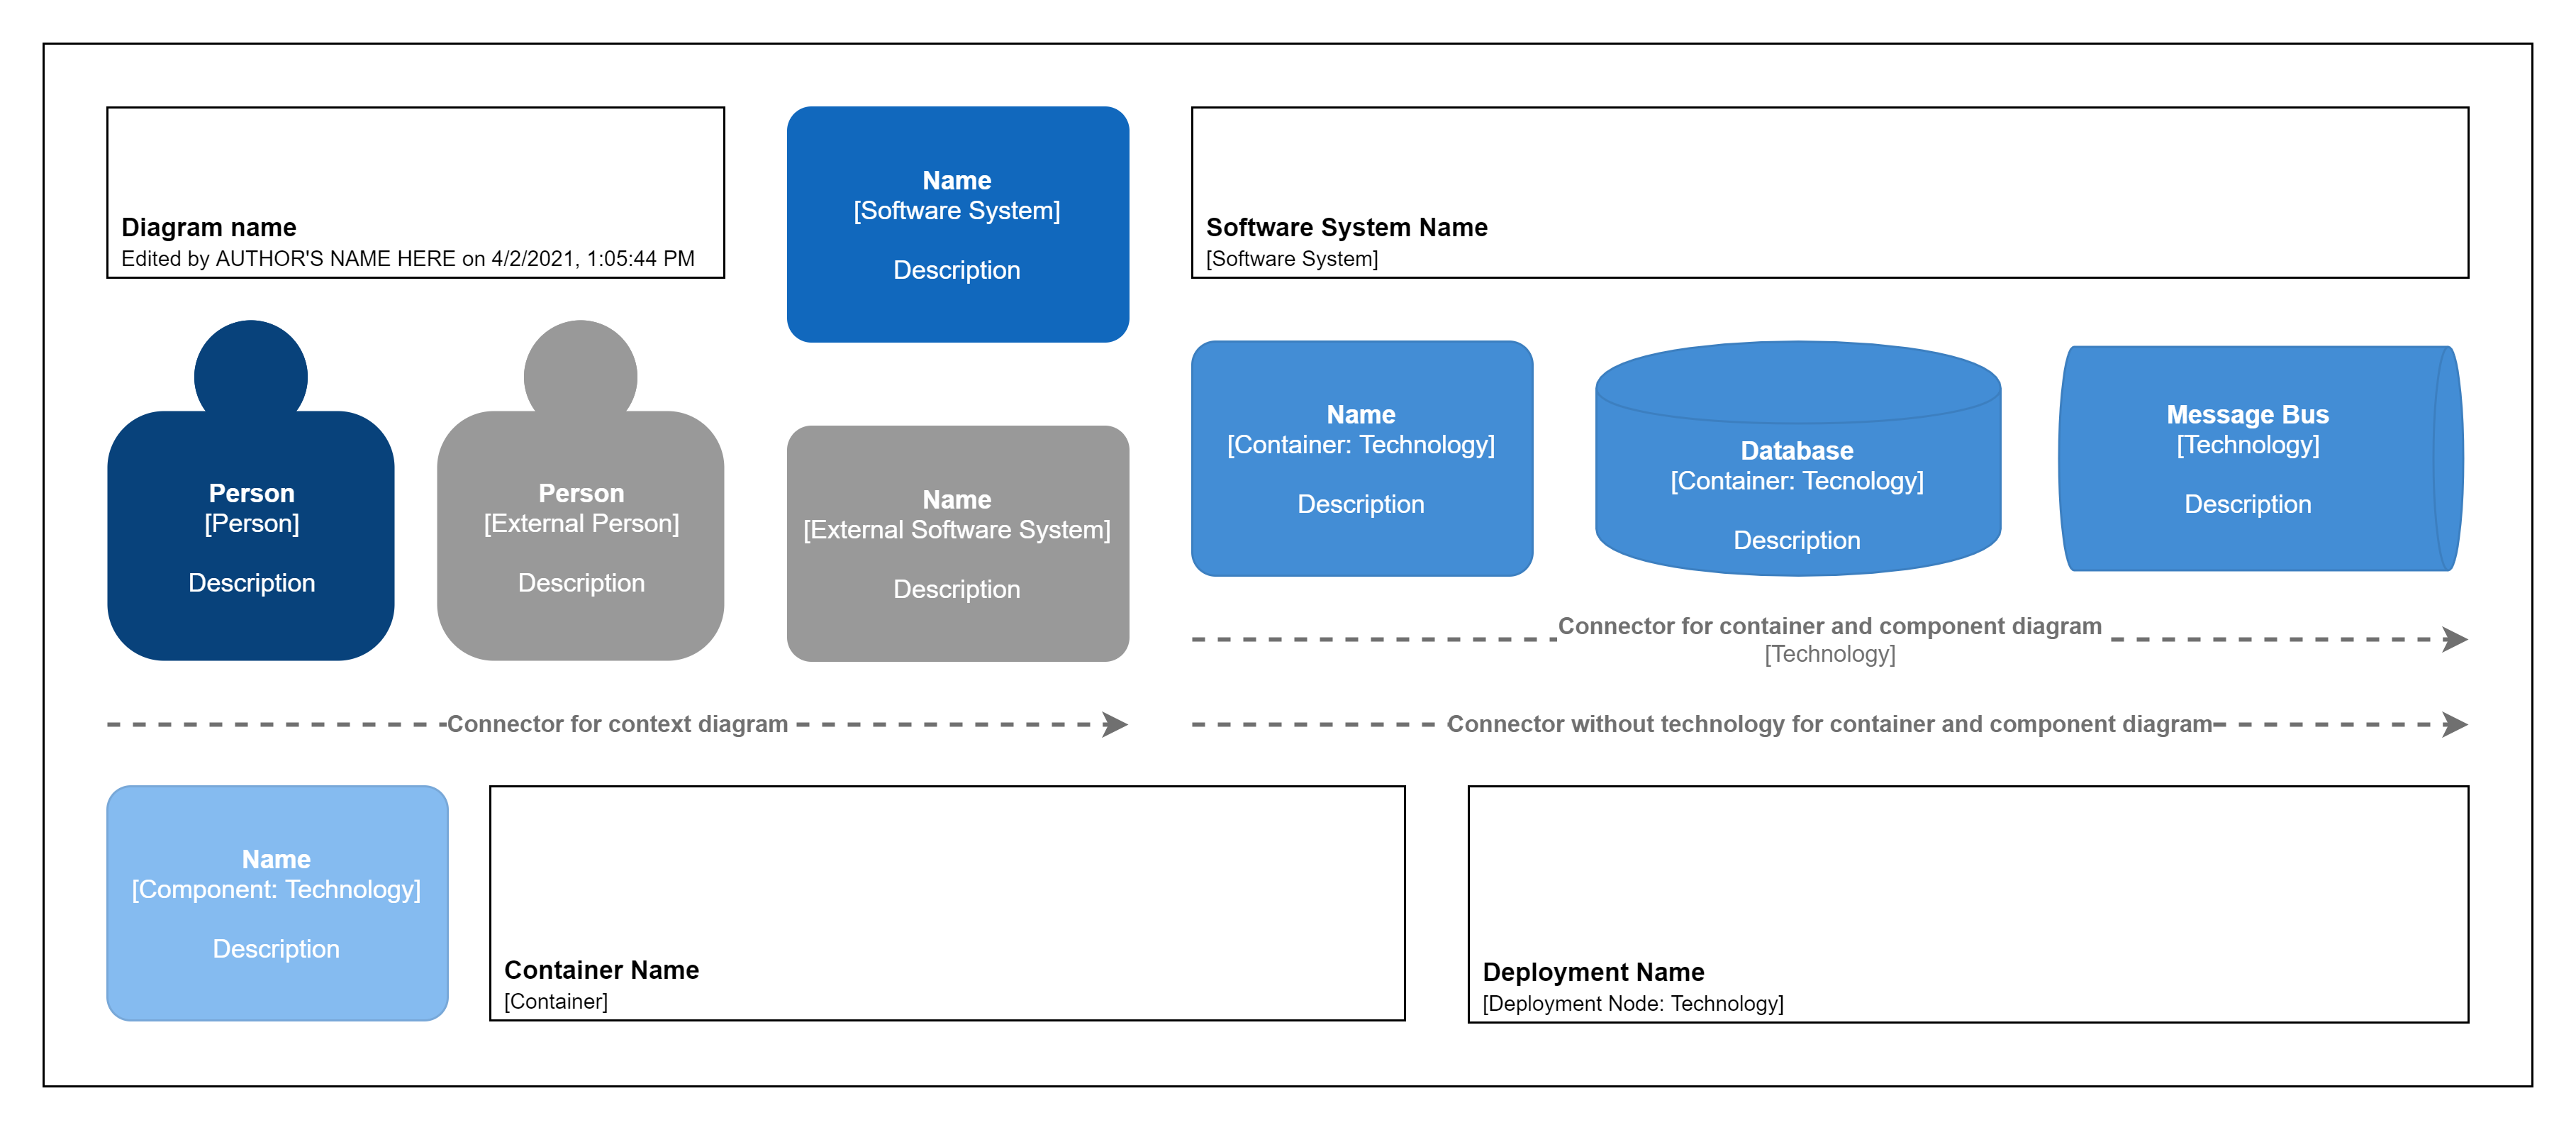 Diagram name
Edited by AUTHOR'S NAME HERE on 4/2/2021, 1:05:44 PM
Name
[Software System]
Description
Software System Name
[Software System]
Person
[Person]
Description
Person
[External Person]
Description
Name
[External Software System]
Description
Name
[Container: Technology]
Description
Database
[Container: Tecnology]
Description
Message Bus
[Technology]
Description
Connector for container and component diagram
[Technology]
Connector for context diagram
Connector without technology for container and component diagram
Name
[Component: Technology]
Description
Container Name
[Container]
Deployment Name
[Deployment Node: Technology]